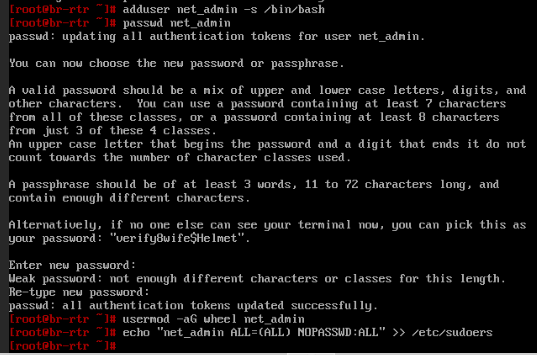 [root@br-rtr ~]# adduser net_admin -s /bin/bash
[root@br-rtr ~]# passwd net_admin
passwd: updating all authentication tokens for user net_admin.
You can now choose the new password or passphrase.
A valid password should be a mix of upper and lower case letters, digits, and
other characters.  You can use a password containing at least 7 characters
from all of these classes, or a password containing at least 8 characters
from just 3 of these 4 classes.
An upper case letter that begins the password and a digit that ends it do not
count towards the number of character classes used.
A passphrase should be of at least 3 words, 11 to 72 characters long, and
contain enough different characters.
Alternatively, if no one else can see your terminal now, you can pick this as
your password: "verify8wife$Helmet".
Enter new password:
Weak password: not enough different characters or classes for this length.
Re-type new password:
passwd: all authentication tokens updated successfully.
[root@br-rtr ~]# usermod -aG wheel net_admin
[root@br-rtr ~]# echo "net_admin ALL=(ALL) NOPASSWD:ALL" >> /etc/sudoers
[root@br-rtr ~]#